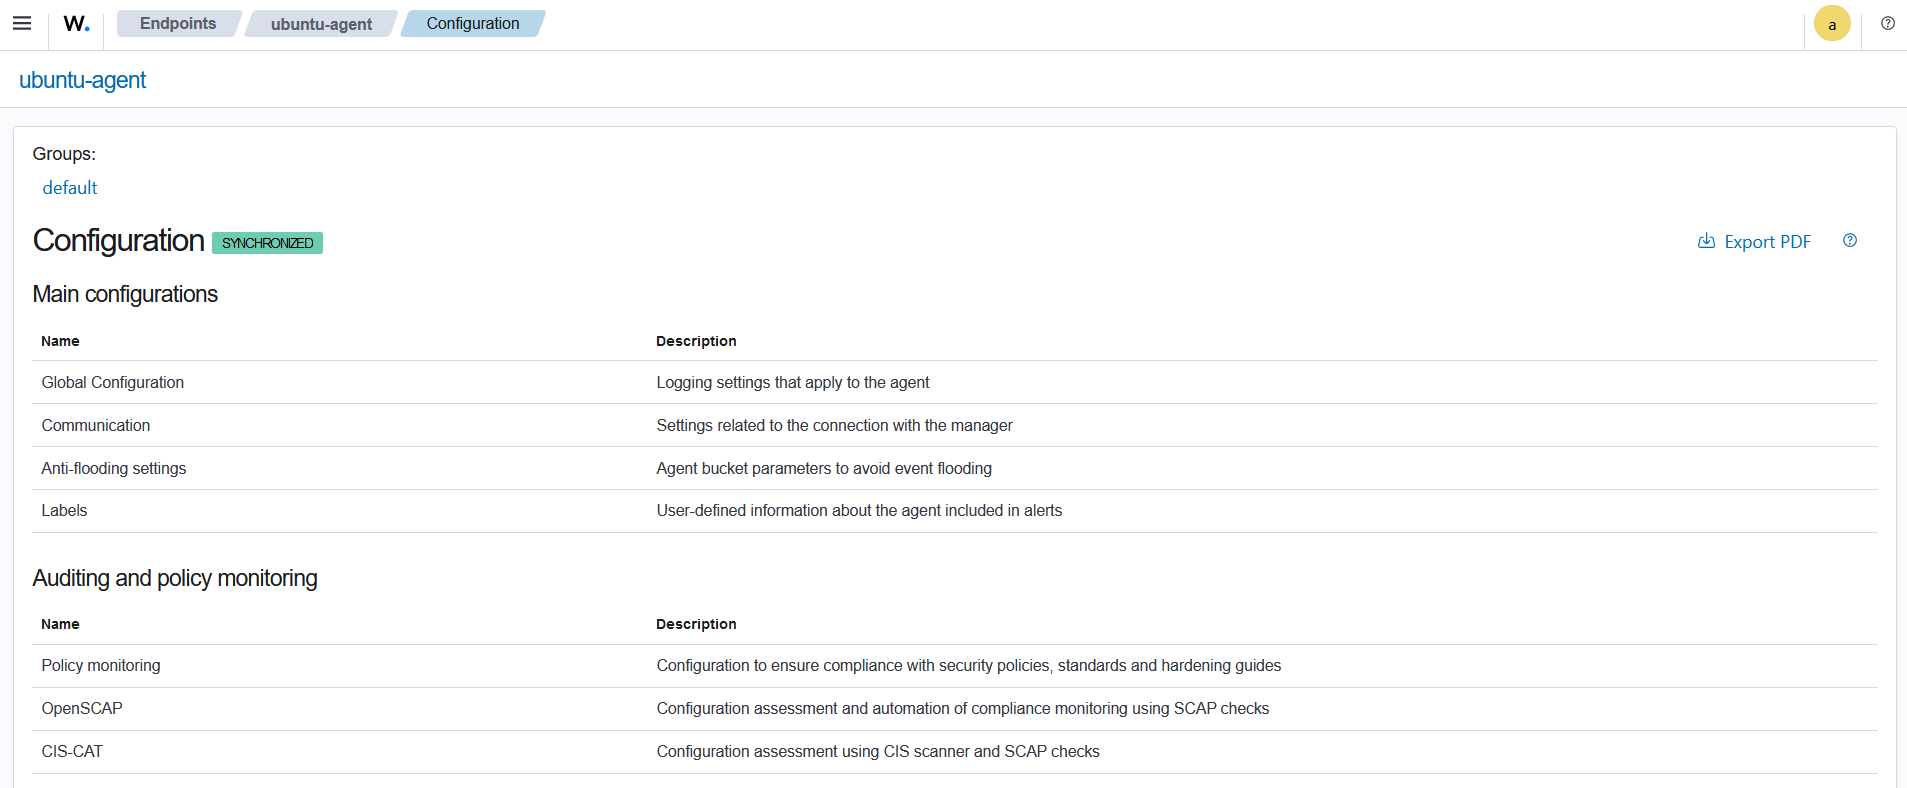 W. Endpoints ubuntu-agent Configuration a
ubuntu-agent
Groups:
default
Configuration SYNCHRONIZED Export PDF
Main configurations
Name Description
Global Configuration Logging settings that apply to the agent
Communication Settings related to the connection with the manager
Anti-flooding settings Agent bucket parameters to avoid event flooding
Labels User-defined information about the agent included in alerts
Auditing and policy monitoring
Name Description
Policy monitoring Configuration to ensure compliance with security policies, standards and hardening guides
OpenSCAP Configuration assessment and automation of compliance monitoring using SCAP checks
CIS-CAT Configuration assessment using CIS scanner and SCAP checks